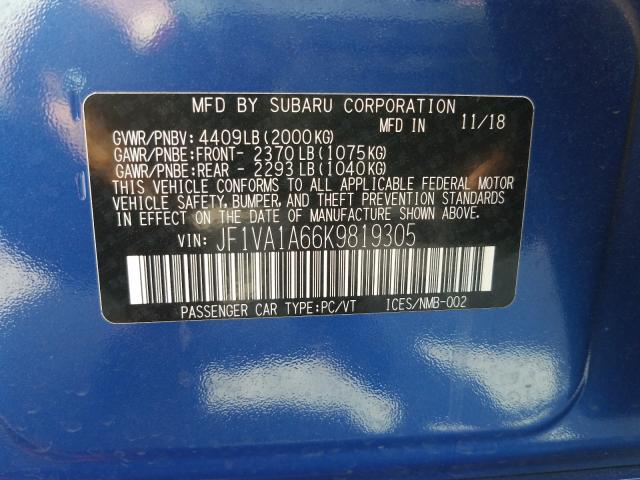 MFD BY SUBARU CORPORATION
MFD IN 11/18
GVWR/PNBV: 4409LB(2000KG)
GAWR/PNBE:FRONT- 2370LB(1075KG)
GAWR/PNBE:REAR - 2293LB(1040KG)
THIS VEHICLE CONFORMS TO ALL APPLICABLE FEDERAL MOTOR
VEHICLE SAFETY, BUMPER, AND THEFT PREVENTION STANDARDS
IN EFFECT ON THE DATE OF MANUFACTURE SHOWN ABOVE.
VIN: JF1VA1A66K9819305
PASSENGER CAR TYPE:PC/VT ICES/NMB-002